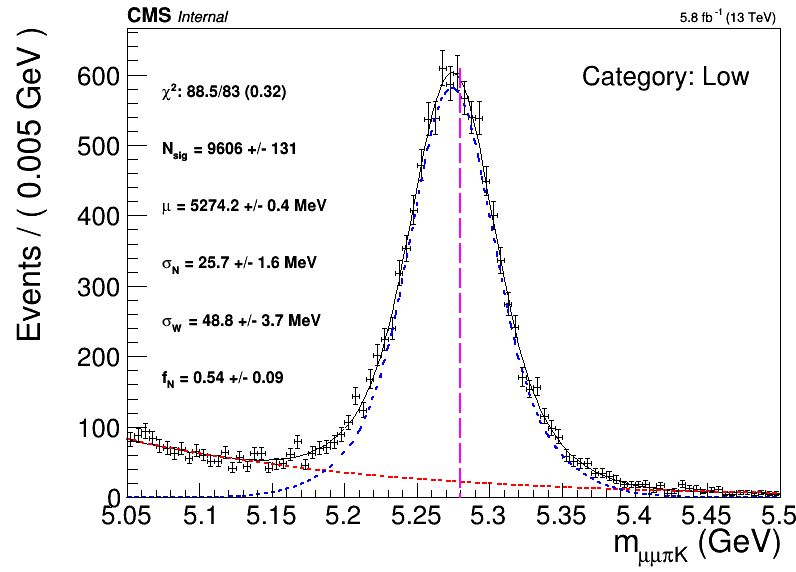 CMS Internal
5.8 fb⁻¹ (13 TeV)
Events / ( 0.005 GeV )
600
500
400
300
200
100
0
χ²: 88.5/83 (0.32)
N_sig = 9606 +/- 131
μ = 5274.2 +/- 0.4 MeV
σ_N = 25.7 +/- 1.6 MeV
σ_W = 48.8 +/- 3.7 MeV
f_N = 0.54 +/- 0.09
Category: Low
5.05 5.1 5.15 5.2 5.25 5.3 5.35 5.4 5.45 5.5
m_μμπK (GeV)